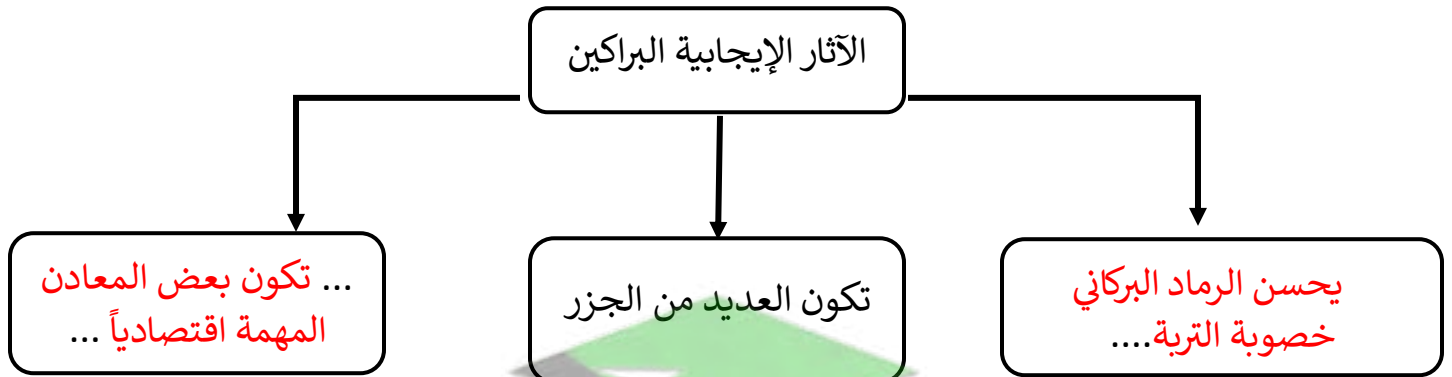 الآثار الإيجابية البراكين
يحسن الرماد البركاني
خصوبة التربة....
تكون العديد من الجزر
... تكون بعض المعادن
المهمة اقتصادياً ...